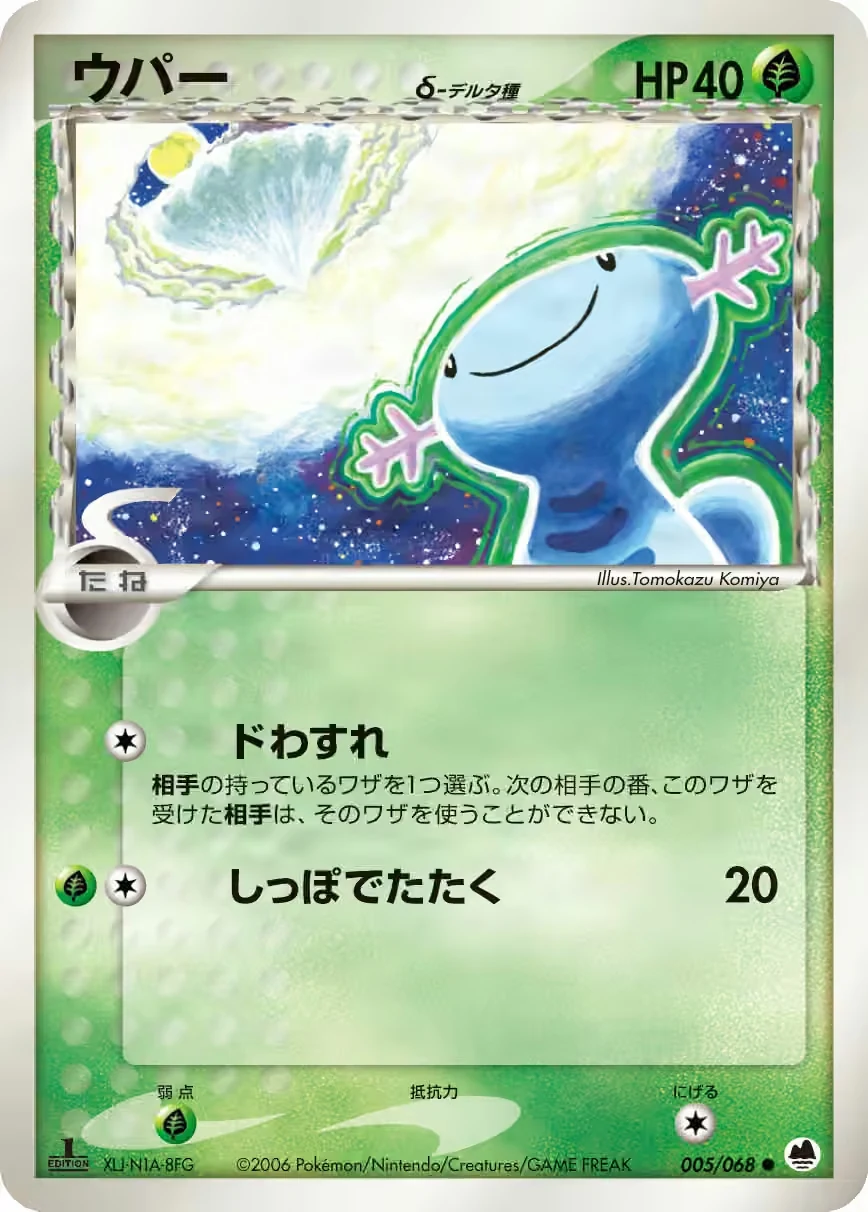 ウパー
δ-デルタ種
HP40
たね
Illus.Tomokazu Komiya
ドわすれ
相手の持っているワザを1つ選ぶ。次の相手の番、このワザを
受けた相手は、そのワザを使うことができない。
しっぽでたたく 20
弱点 抵抗力 にげる
1
EDITION
XLJ-N1A-8FG ©2006 Pokémon/Nintendo/Creatures/GAME FREAK 005/068 ●